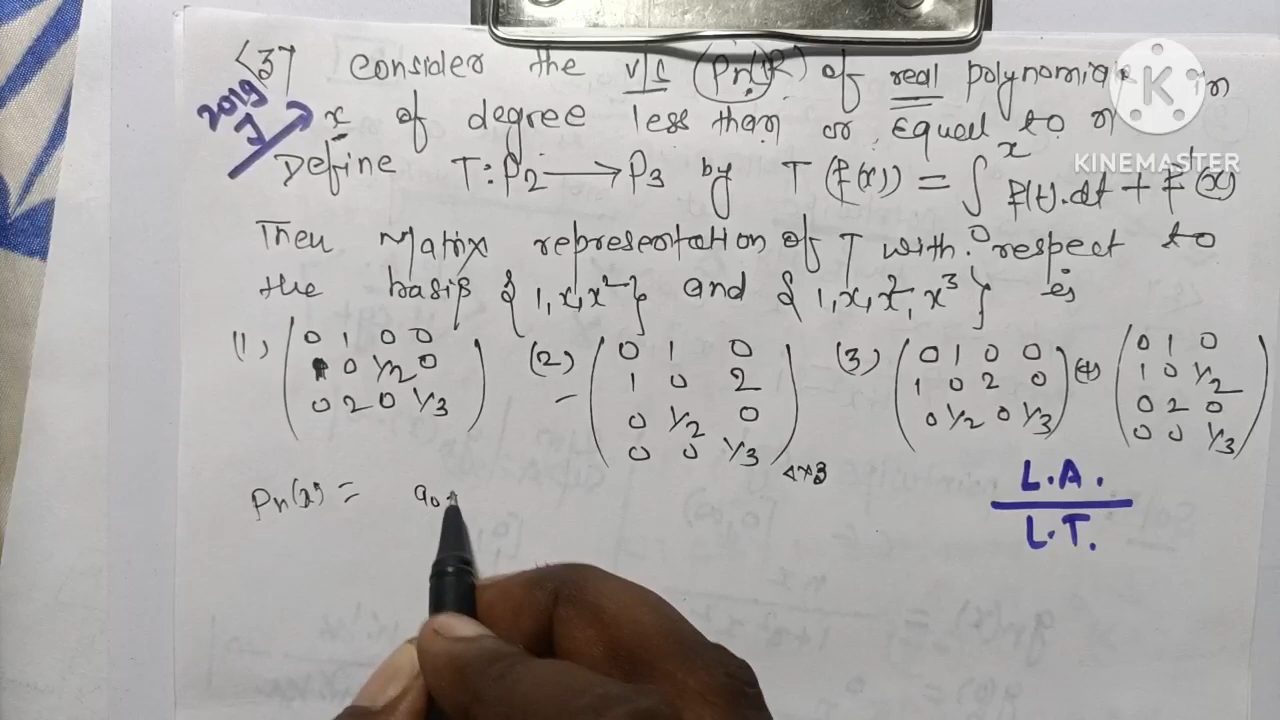 <37 consider the v/s (Pn(R) of real polynomial in
2019 J
x of degree less than or Equal to n
Define T: P2 → P3 by T(f(x)) = ∫₀ˣ f(t).dt + f'(x)
KINEMASTER
Then Matrix representation of T with respect to
the basis {1, x, x²} and {1, x, x², x³} is
(1) (0 1 0 0 (2) (0 1 0 (3) (0 1 0 0 (4) (0 1 0
1 0 1/2 0 1 0 2 1 0 2 0 1 0 1/2
0 2 0 1/3) 0 1/2 0 0 1/2 0 1/3) 0 2 0
0 0 1/3) 4×3 0 0 1/3)
L.A.
L.T.
Pn(x) = a0